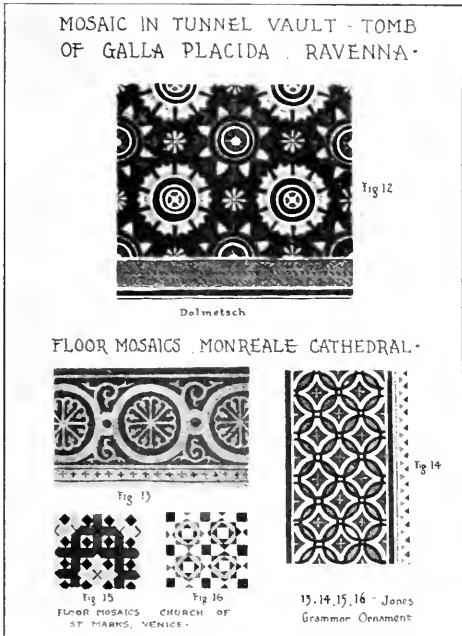 MOSAIC IN TUNNEL VAULT - TOMB
OF GALLA PLACIDA . RAVENNA.
Fig 12
Dolmetsch
FLOOR MOSAICS . MONREALE CATHEDRAL.
Fig 13
Fig 14
Fig 15
Fig 16
FLOOR MOSAICS CHURCH OF
ST MARKS, VENICE.
13.14.15.16 - Jones
Grammar Ornament